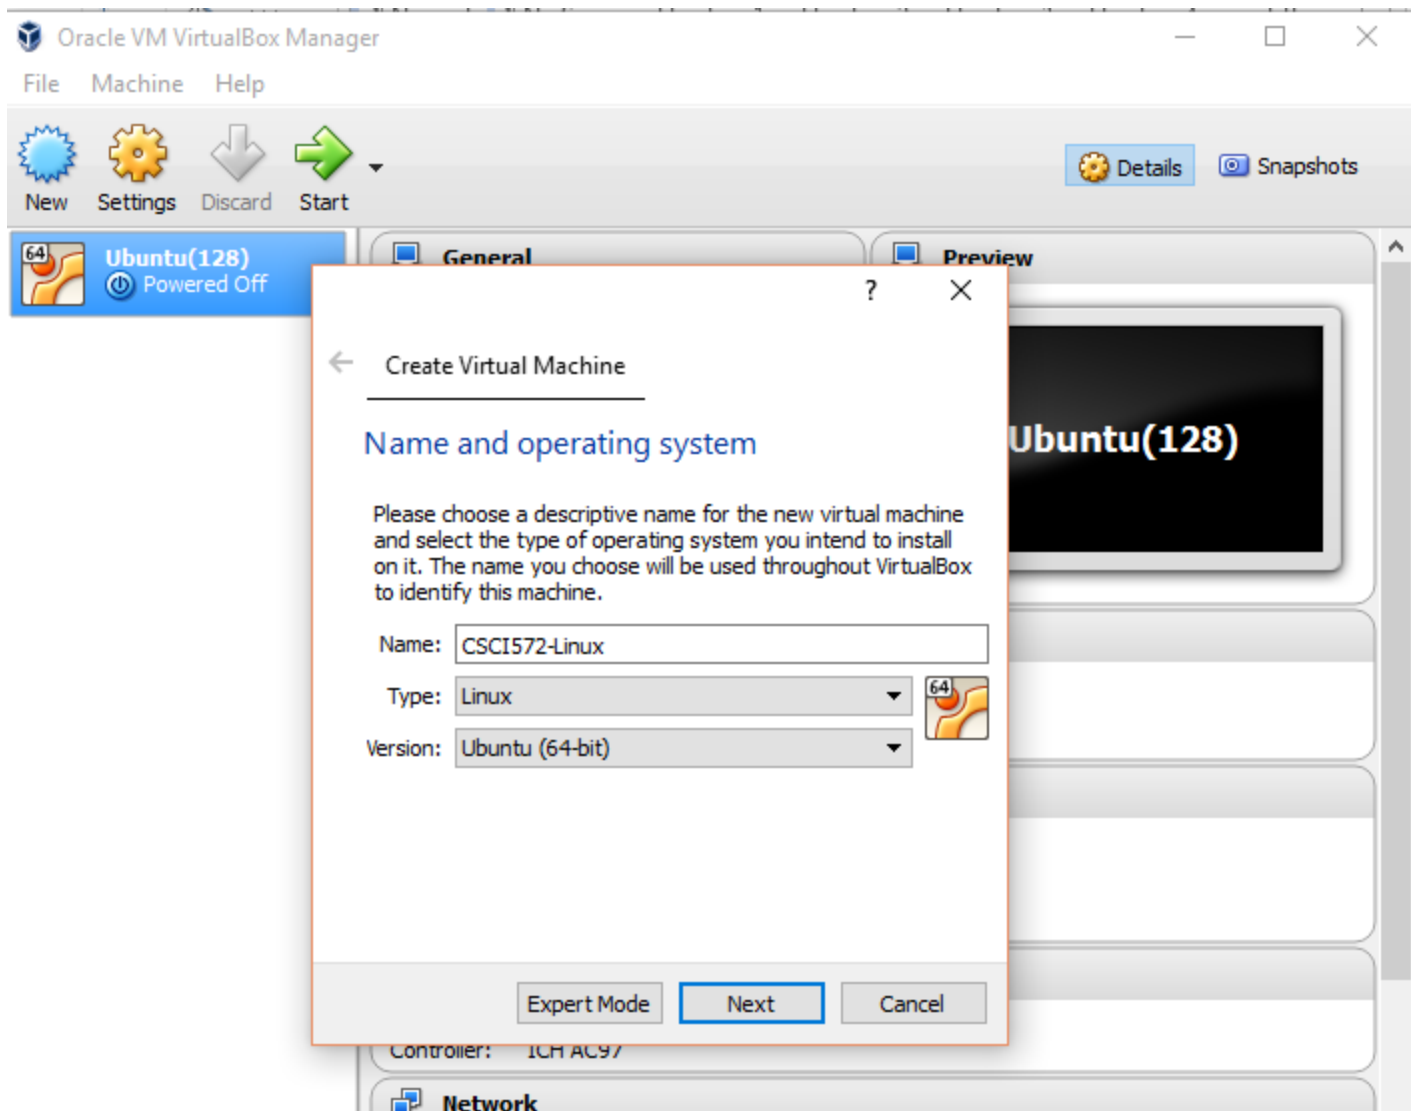 Oracle VM VirtualBox Manager
File Machine Help
New Settings Discard Start
Details Snapshots
64
Ubuntu(128)
Powered Off
General
Preview
Ubuntu(128)
?
Create Virtual Machine
Name and operating system
Please choose a descriptive name for the new virtual machine
and select the type of operating system you intend to install
on it. The name you choose will be used throughout VirtualBox
to identify this machine.
Name: CSCI572-Linux
Type: Linux
64
Version: Ubuntu (64-bit)
Expert Mode Next Cancel
Controller: ICH AC97
Network